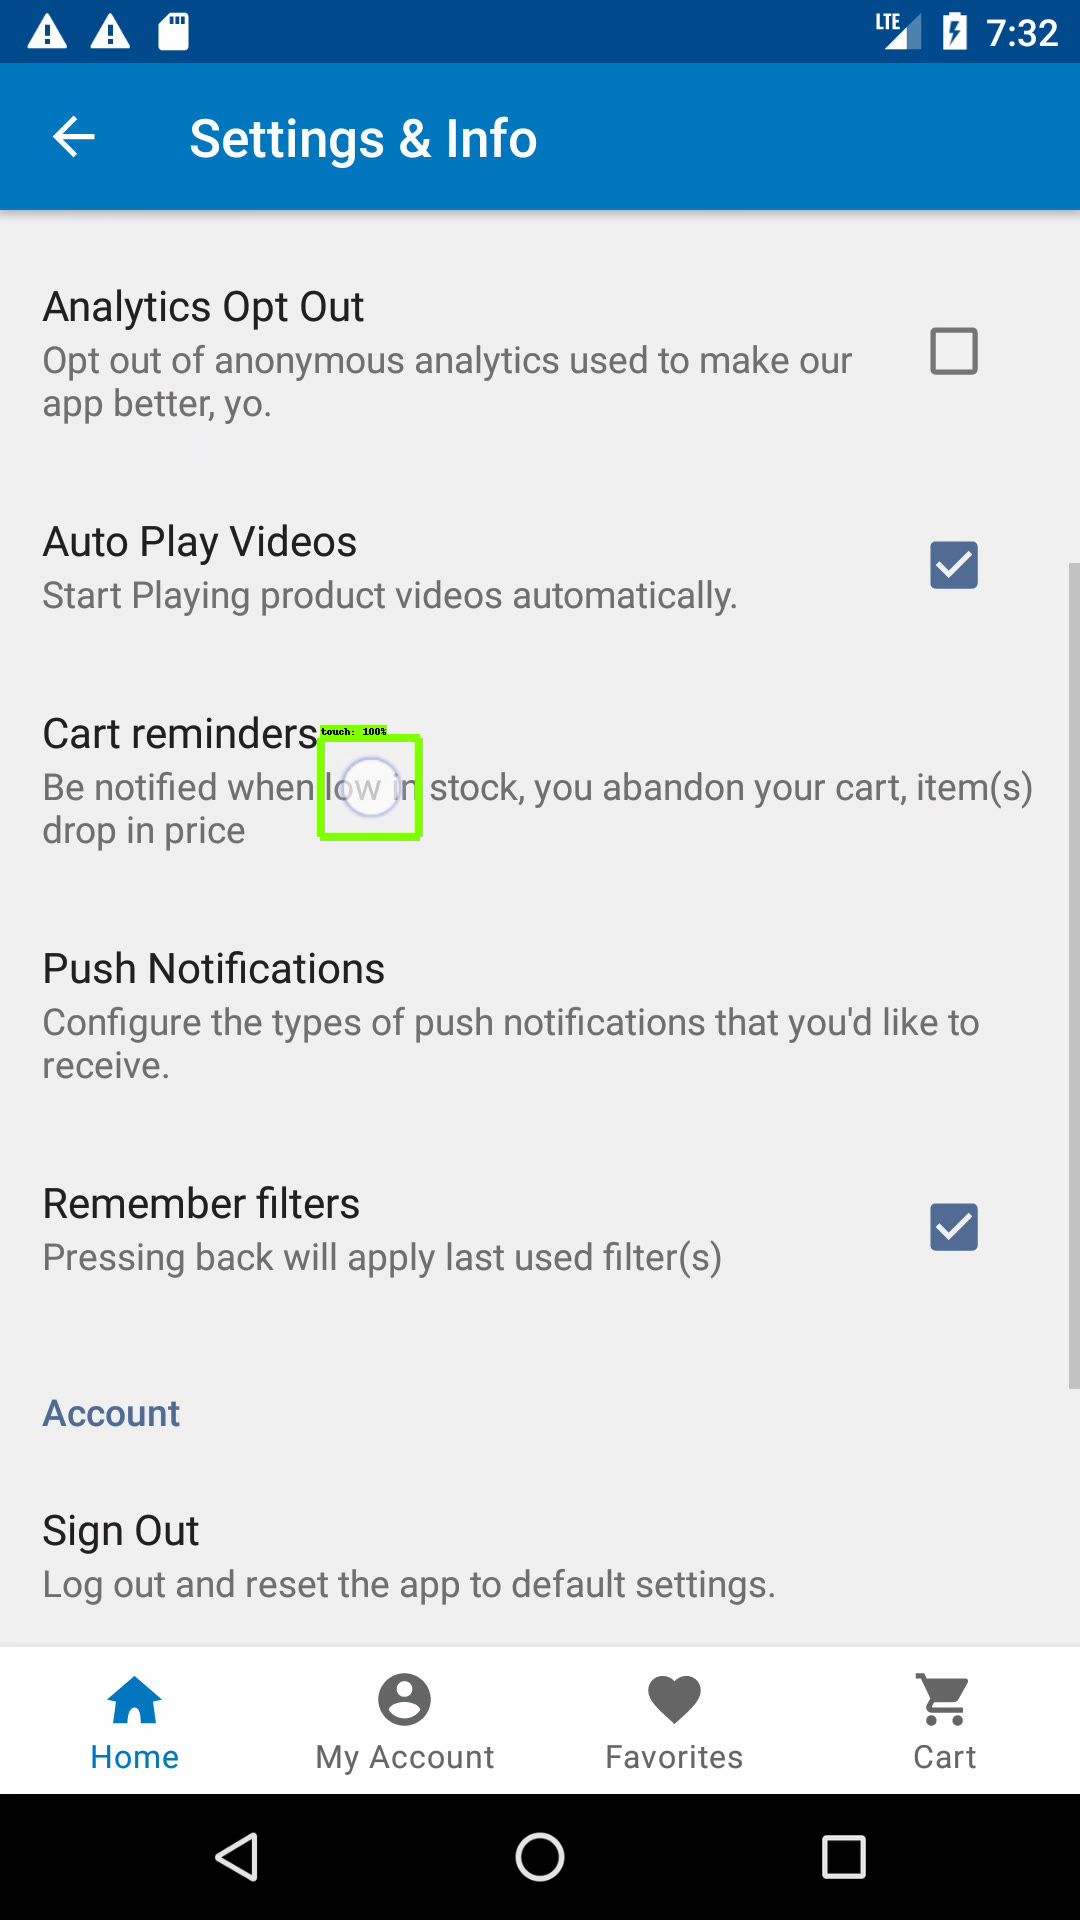 LTE 7:32
Settings & Info
Analytics Opt Out
Opt out of anonymous analytics used to make our
app better, yo.
Auto Play Videos
Start Playing product videos automatically.
Cart reminders
touch: 100%
Be notified when low in stock, you abandon your cart, item(s)
drop in price
Push Notifications
Configure the types of push notifications that you'd like to
receive.
Remember filters
Pressing back will apply last used filter(s)
Account
Sign Out
Log out and reset the app to default settings.
Home My Account Favorites Cart